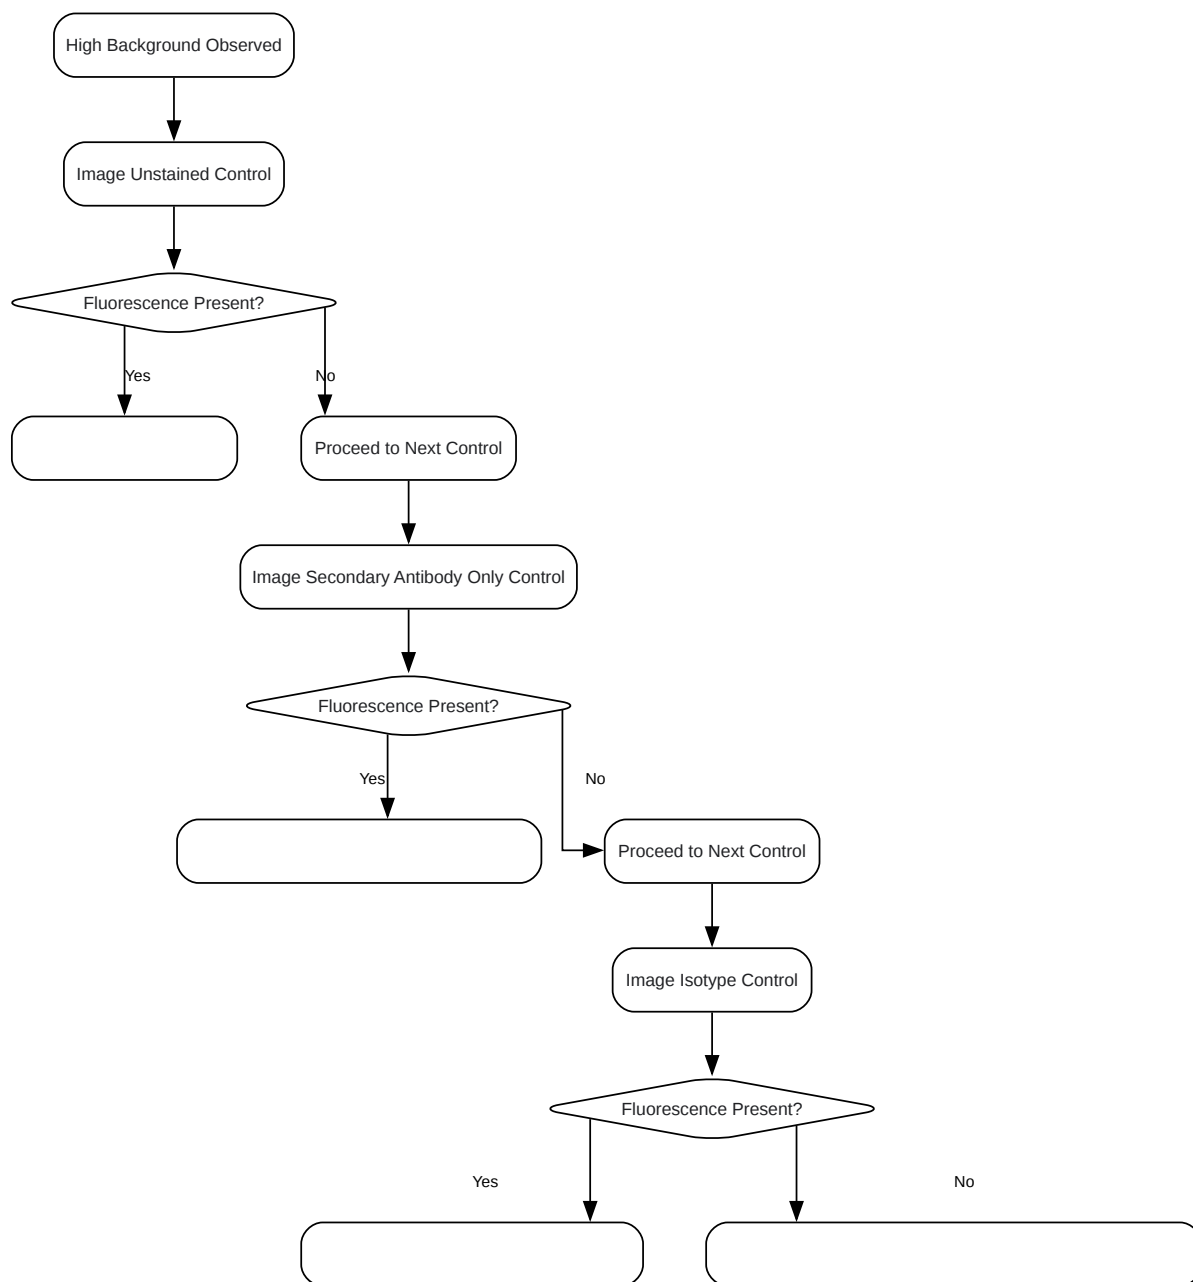 High Background Observed
Image Unstained Control
Fluorescence Present?
Yes
No
Proceed to Next Control
Image Secondary Antibody Only Control
Fluorescence Present?
Yes
No
Proceed to Next Control
Image Isotype Control
Fluorescence Present?
Yes
No